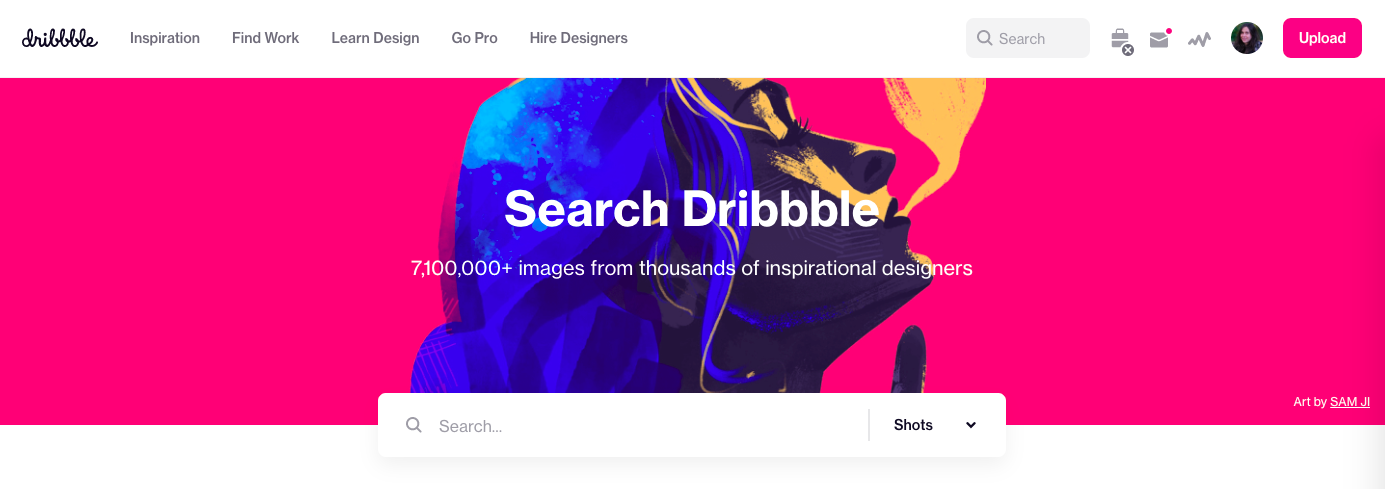 dribbble
Inspiration
Find Work
Learn Design
Go Pro
Hire Designers
Search
Upload
Search Dribbble
7,100,000+ images from thousands of inspirational designers
Art by SAM JI
Search...
Shots